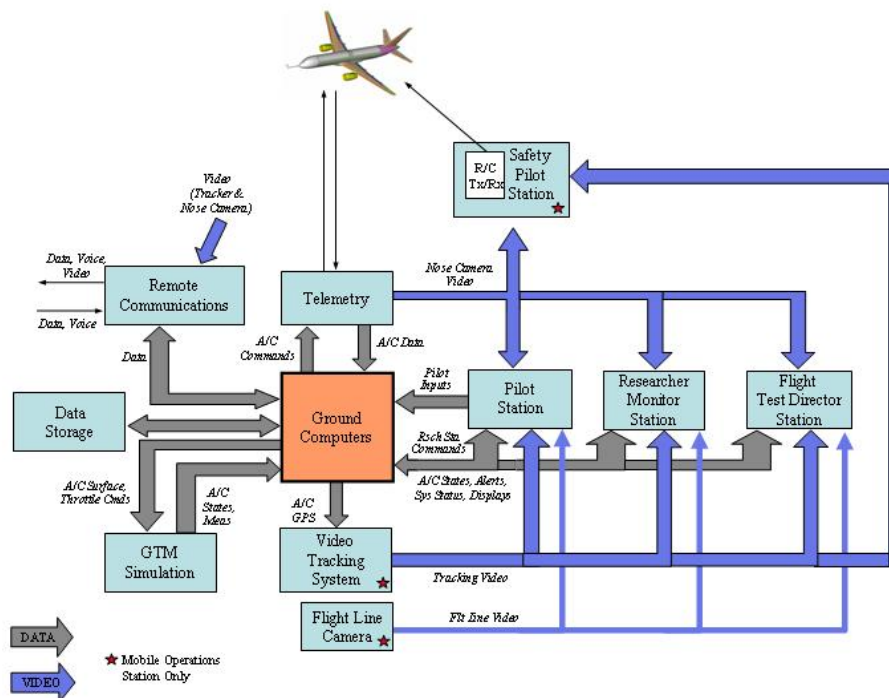 R/C
Tx/Rx
Safety
Pilot
Station
Video
(Tracker &
Nose Camera)
Data, Voice,
Video
Remote
Communications
Data, Voice
Telemetry
Nose Camera
Video
Data
A/C
Commands
A/C Data
Pilot
Inputs
Data
Storage
Ground
Computers
Pilot
Station
Researcher
Monitor
Station
Flight
Test Director
Station
Rsch Sta
Commands
A/C States, Alerts,
Sys Status, Displays
A/C Surface,
Throttle Cmds
A/C
States,
Meas
A/C
GPS
GTM
Simulation
Video
Tracking
System
Tracking Video
Flight Line
Camera
Flt Line Video
DATA
VIDEO
Mobile Operations
Station Only